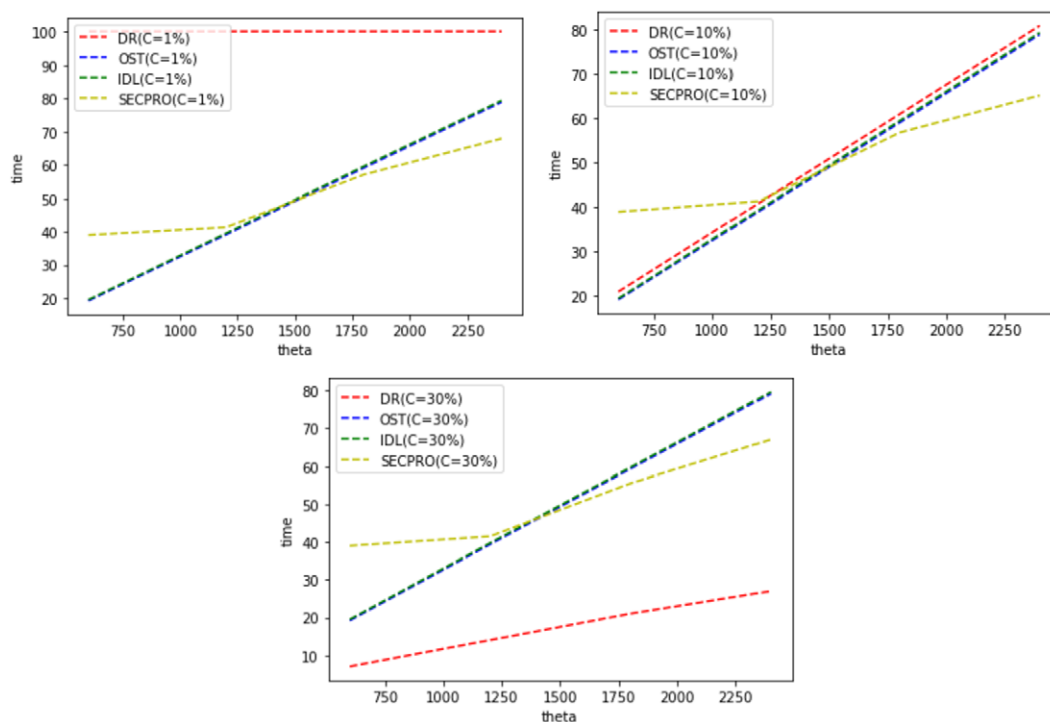 100
90
80
70
60
50
40
30
20
time
DR(C=1%)
OST(C=1%)
IDL(C=1%)
SECPRO(C=1%)
750 1000 1250 1500 1750 2000 2250
theta
80
70
60
50
40
30
20
time
DR(C=10%)
OST(C=10%)
IDL(C=10%)
SECPRO(C=10%)
750 1000 1250 1500 1750 2000 2250
theta
80
70
60
50
40
30
20
10
time
DR(C=30%)
OST(C=30%)
IDL(C=30%)
SECPRO(C=30%)
750 1000 1250 1500 1750 2000 2250
theta